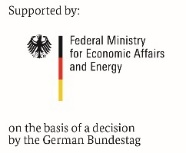 Supported by:
Federal Ministry
for Economic Affairs
and Energy
on the basis of a decision
by the German Bundestag